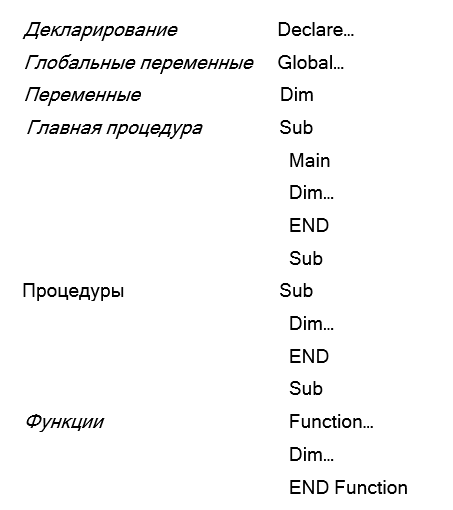 Декларирование Declare…
Глобальные переменные Global…
Переменные Dim
Главная процедура Sub
Main
Dim…
END
Sub
Процедуры Sub
Dim…
END
Sub
Функции Function…
Dim…
END Function